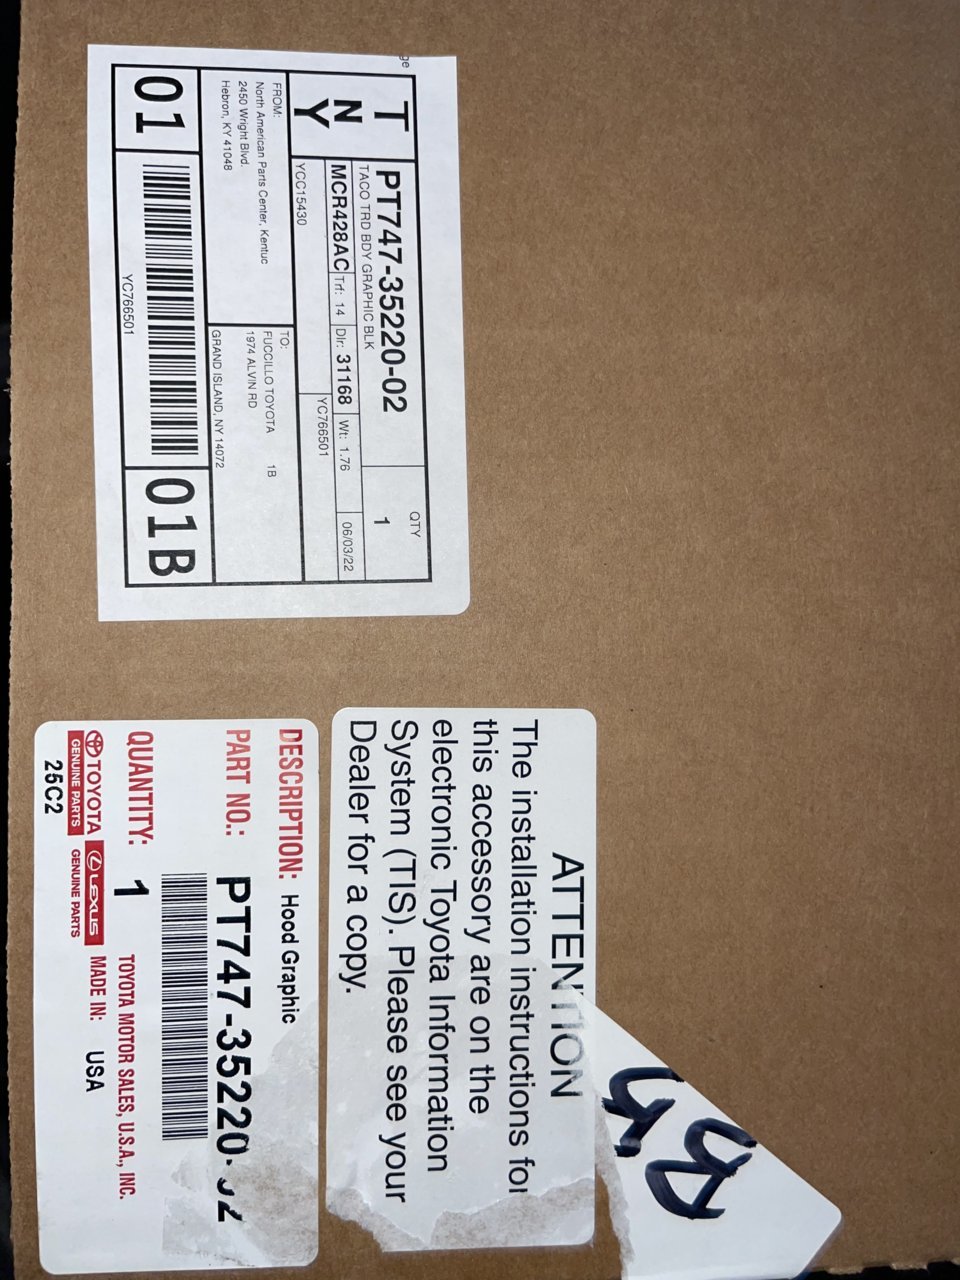 ge
T
N
Y
PT747-35220-02
QTY
1
TACO TRD BDY GRAPHIC BLK
MCR428AC Trf: 14 Dlr: 31168 Wt: 1.76 06/03/22
YCC15430 YC766501
FROM:
North American Parts Center, Kentuc
2450 Wright Blvd.
Hebron, KY 41048
TO:
FUCCILLO TOYOTA 1B
1974 ALVIN RD
GRAND ISLAND, NY 14072
01
YC766501
01B
ATTENTION
The installation instructions for
this accessory are on the
electronic Toyota Information
System (TIS). Please see your
Dealer for a copy.
DESCRIPTION: Hood Graphic
PART NO.: PT747-35220-02
QUANTITY: 1
TOYOTA MOTOR SALES, U.S.A., INC.
TOYOTA
GENUINE PARTS
LEXUS
GENUINE PARTS
MADE IN: USA
25C2